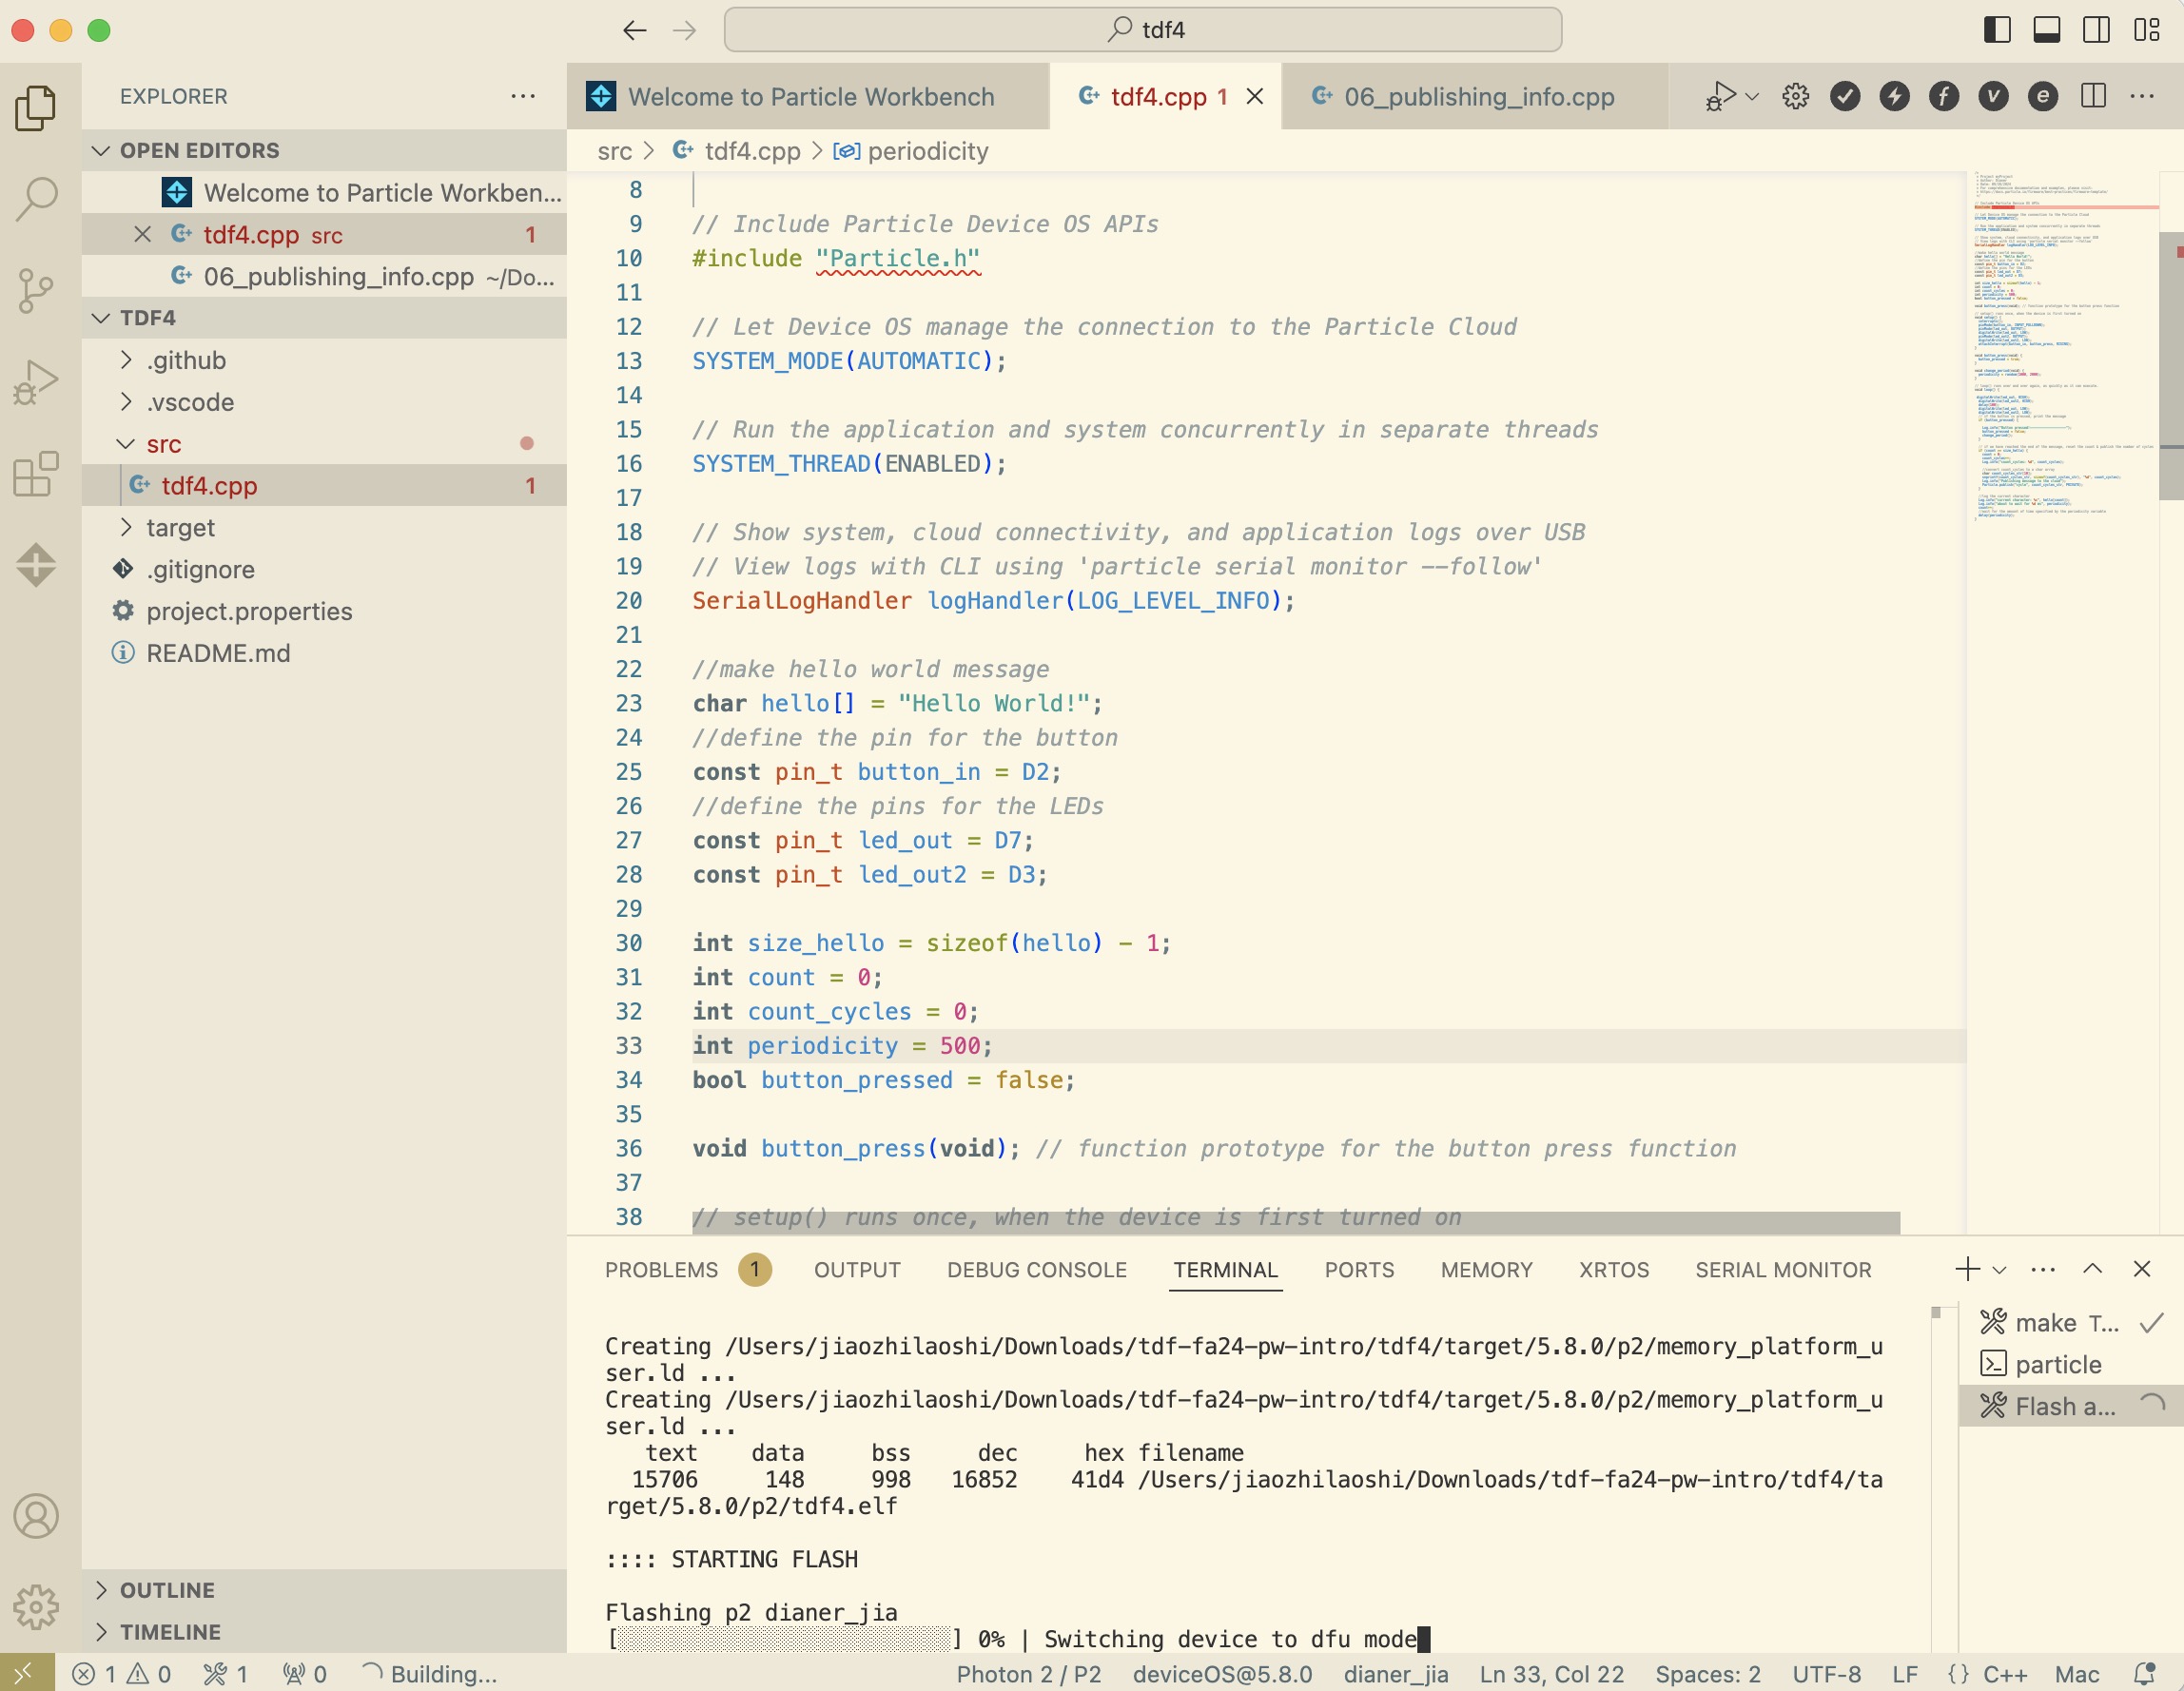 tdf4
EXPLORER
OPEN EDITORS
Welcome to Particle Workben...
tdf4.cpp src 1
06_publishing_info.cpp ~/Do...
TDF4
.github
.vscode
src
tdf4.cpp 1
target
.gitignore
project.properties
README.md
OUTLINE
TIMELINE
Welcome to Particle Workbench
tdf4.cpp 1
06_publishing_info.cpp
src > tdf4.cpp > periodicity
8
9 // Include Particle Device OS APIs
10 #include "Particle.h"
11
12 // Let Device OS manage the connection to the Particle Cloud
13 SYSTEM_MODE(AUTOMATIC);
14
15 // Run the application and system concurrently in separate threads
16 SYSTEM_THREAD(ENABLED);
17
18 // Show system, cloud connectivity, and application logs over USB
19 // View logs with CLI using 'particle serial monitor --follow'
20 SerialLogHandler logHandler(LOG_LEVEL_INFO);
21
22 //make hello world message
23 char hello[] = "Hello World!";
24 //define the pin for the button
25 const pin_t button_in = D2;
26 //define the pins for the LEDs
27 const pin_t led_out = D7;
28 const pin_t led_out2 = D3;
29
30 int size_hello = sizeof(hello) - 1;
31 int count = 0;
32 int count_cycles = 0;
33 int periodicity = 500;
34 bool button_pressed = false;
35
36 void button_press(void); // function prototype for the button press function
37
38 // setup() runs once, when the device is first turned on
PROBLEMS 1 OUTPUT DEBUG CONSOLE TERMINAL PORTS MEMORY XRTOS SERIAL MONITOR
Creating /Users/jiaozhilaoshi/Downloads/tdf-fa24-pw-intro/tdf4/target/5.8.0/p2/memory_platform_u
ser.ld ...
Creating /Users/jiaozhilaoshi/Downloads/tdf-fa24-pw-intro/tdf4/target/5.8.0/p2/memory_platform_u
ser.ld ...
text data bss dec hex filename
15706 148 998 16852 41d4 /Users/jiaozhilaoshi/Downloads/tdf-fa24-pw-intro/tdf4/ta
rget/5.8.0/p2/tdf4.elf
:::: STARTING FLASH
Flashing p2 dianer_jia
[] 0% | Switching device to dfu mode
make T...
particle
Flash a...
1 0 1 0 Building... Photon 2 / P2 deviceOS@5.8.0 dianer_jia Ln 33, Col 22 Spaces: 2 UTF-8 LF {} C++ Mac